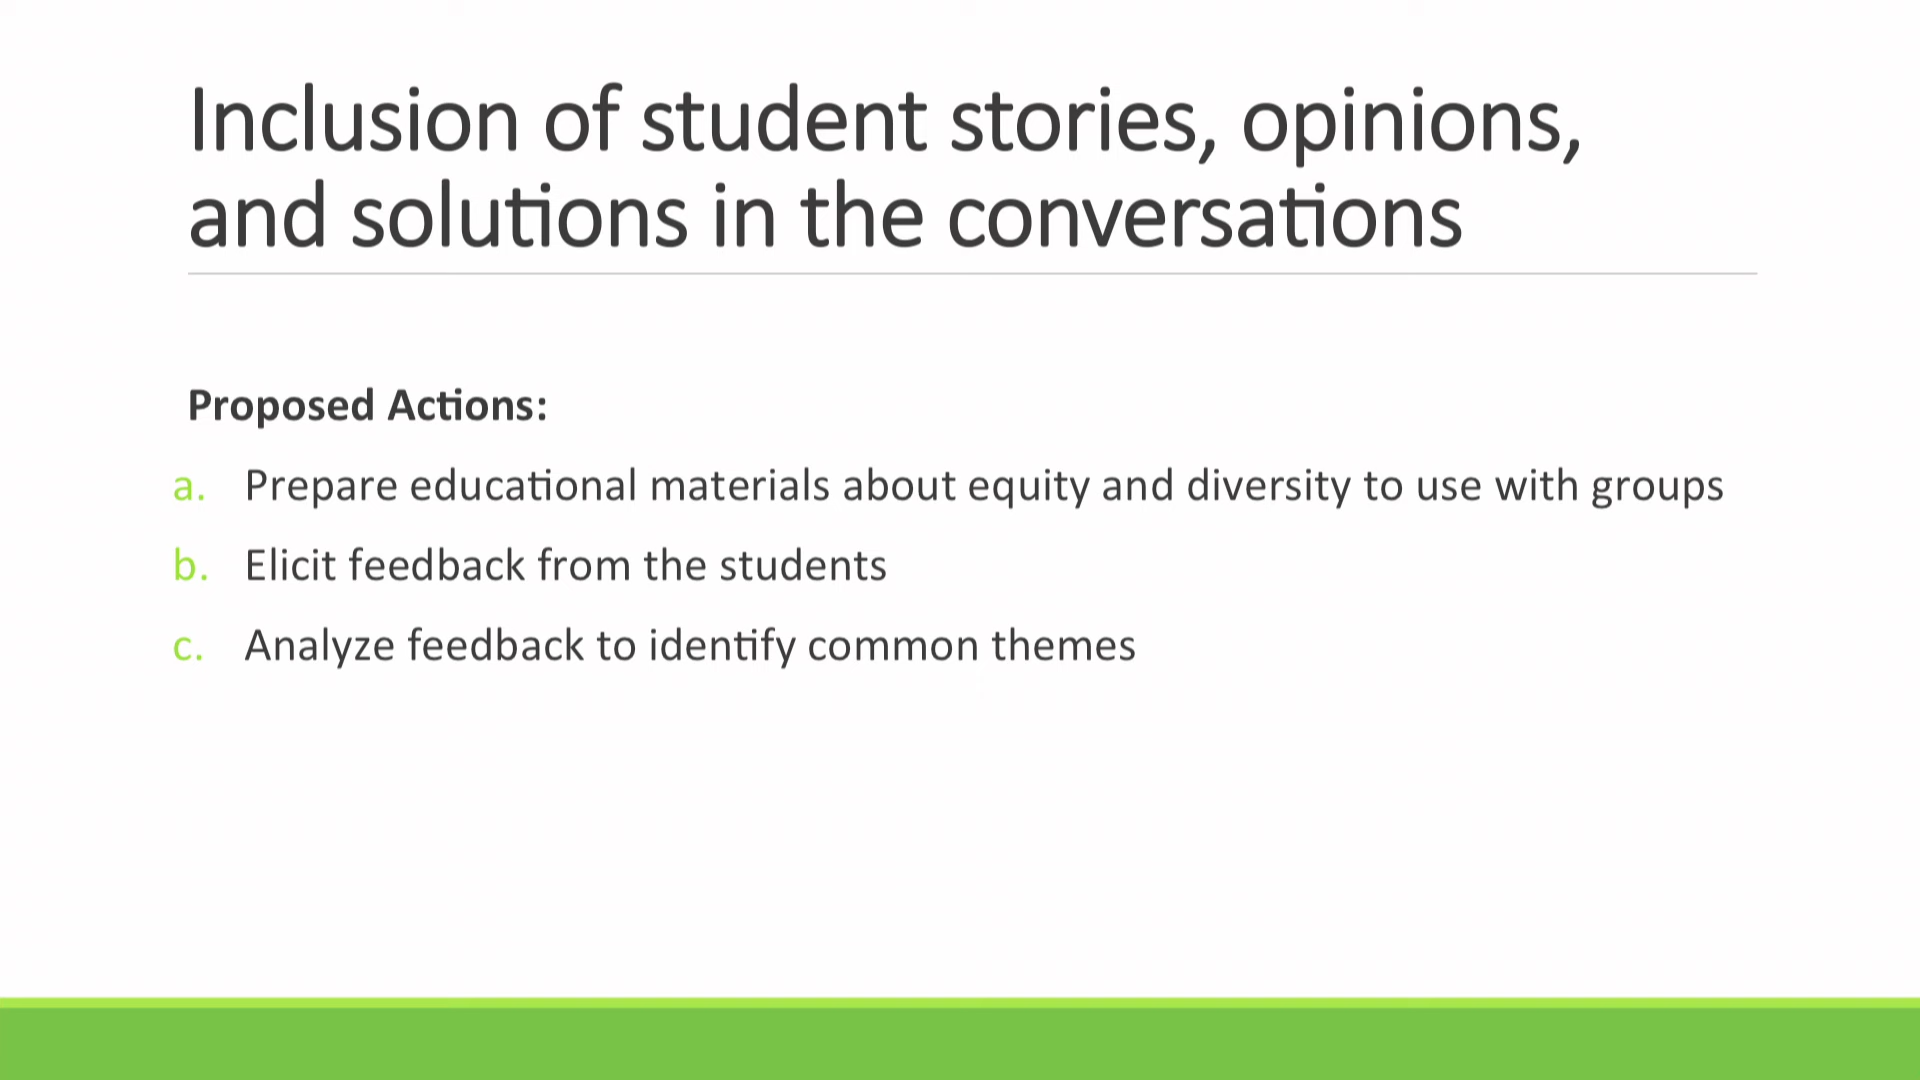 Inclusion of student stories, opinions,
and solutions in the conversations
Proposed Actions:
a. Prepare educational materials about equity and diversity to use with groups
b. Elicit feedback from the students
c. Analyze feedback to identify common themes